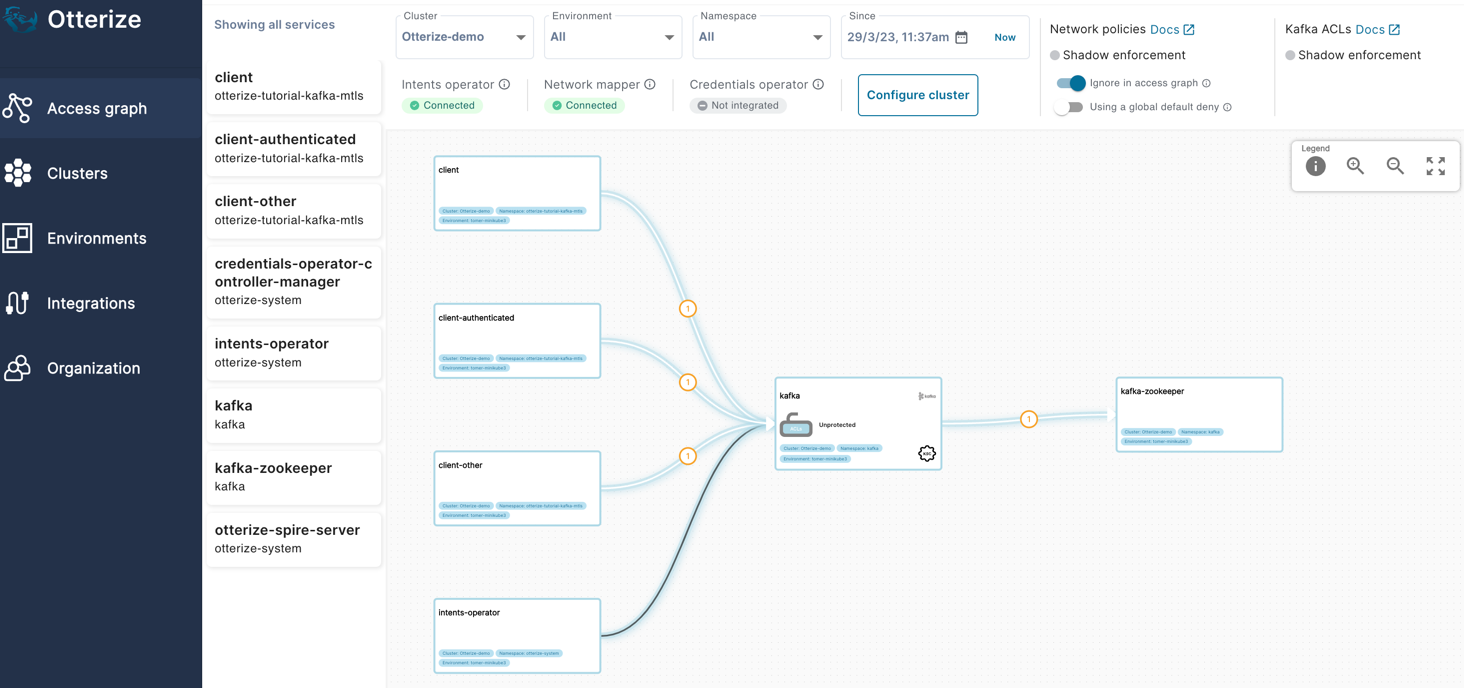 Otterize
Access graph
Clusters
Environments
Integrations
Organization
Showing all services
client
otterize-tutorial-kafka-mtls
client-authenticated
otterize-tutorial-kafka-mtls
client-other
otterize-tutorial-kafka-mtls
credentials-operator-c
ontroller-manager
otterize-system
intents-operator
otterize-system
kafka
kafka
kafka-zookeeper
kafka
otterize-spire-server
otterize-system
Cluster
Otterize-demo
Environment
All
Namespace
All
Since
29/3/23, 11:37am
Now
Intents operator
Connected
Network mapper
Connected
Credentials operator
Not integrated
Configure cluster
Network policies Docs
Shadow enforcement
Ignore in access graph
Using a global default deny
Kafka ACLs Docs
Shadow enforcement
Legend
client
Cluster: Otterize-demo Namespace: otterize-tutorial-kafka-mtls
Environment: tomer-minikube3
client-authenticated
Cluster: Otterize-demo Namespace: otterize-tutorial-kafka-mtls
Environment: tomer-minikube3
client-other
Cluster: Otterize-demo Namespace: otterize-tutorial-kafka-mtls
Environment: tomer-minikube3
intents-operator
Cluster: Otterize-demo Namespace: otterize-system
Environment: tomer-minikube3
1
1
1
kafka
kafka
ACLs
Unprotected
Cluster: Otterize-demo Namespace: kafka
Environment: tomer-minikube3
1
kafka-zookeeper
Cluster: Otterize-demo Namespace: kafka
Environment: tomer-minikube3